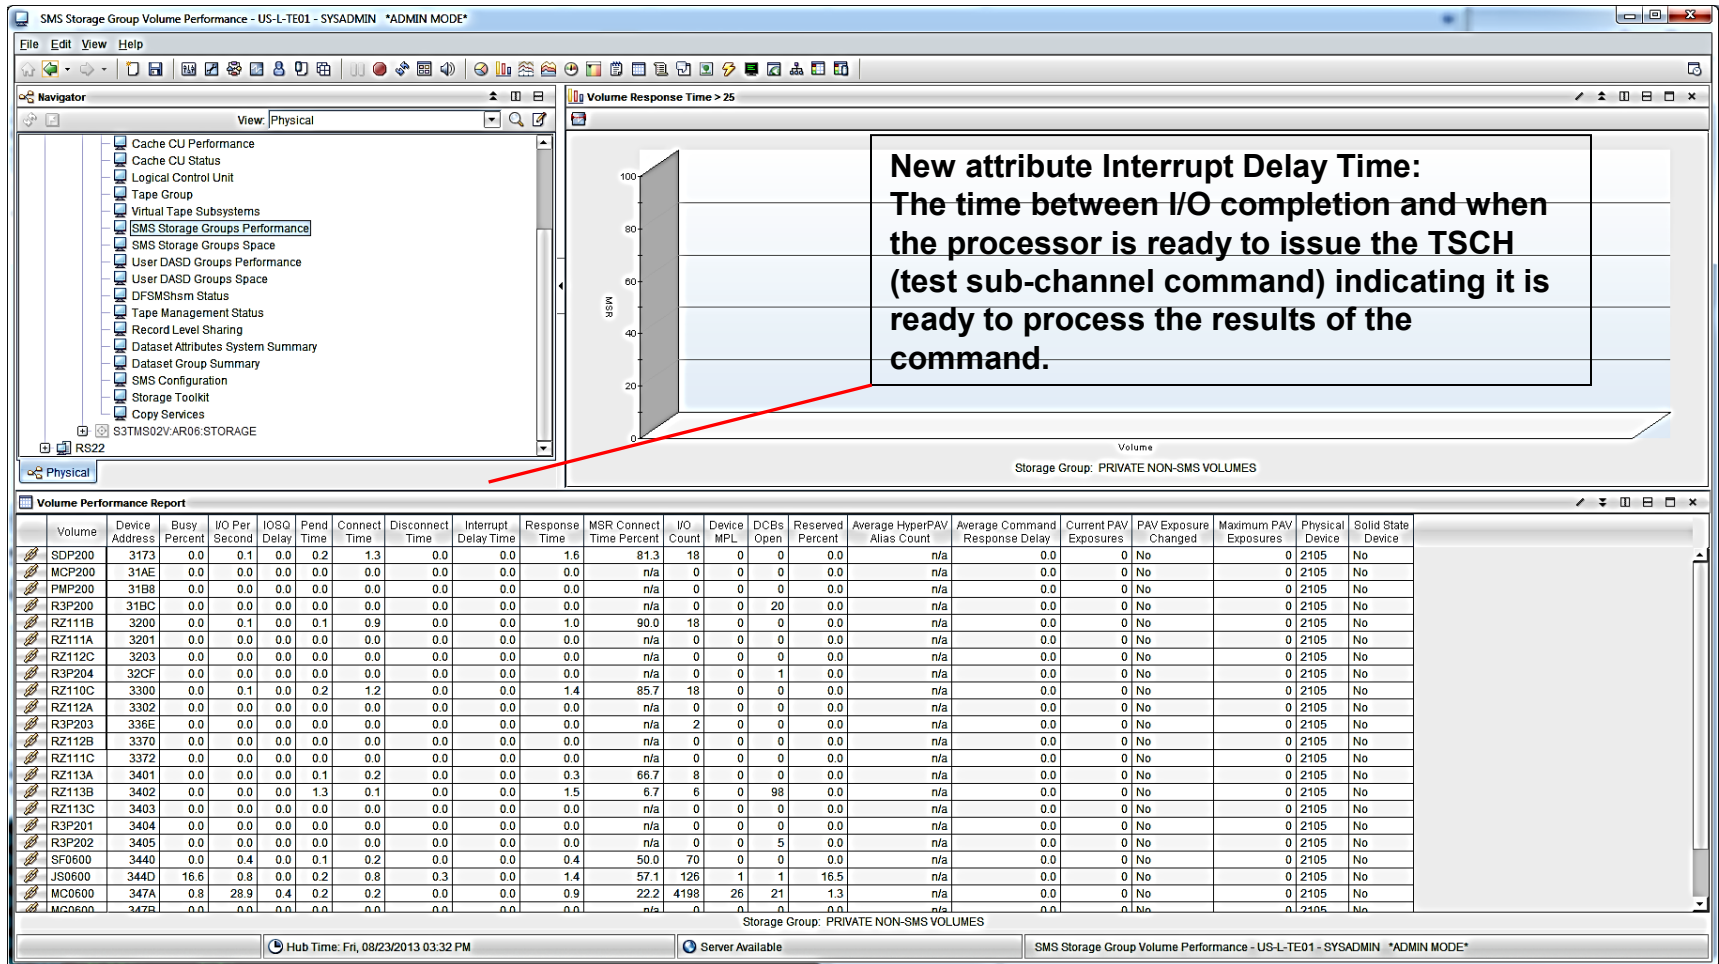 SMS Storage Group Volume Performance - US-L-TE01 - SYSADMIN *ADMIN MODE*
File Edit View Help
Navigator
View: Physical
Cache CU Performance
Cache CU Status
Logical Control Unit
Tape Group
Virtual Tape Subsystems
SMS Storage Groups Performance
SMS Storage Groups Space
User DASD Groups Performance
User DASD Groups Space
DFSMShsm Status
Tape Management Status
Record Level Sharing
Dataset Attributes System Summary
Dataset Group Summary
SMS Configuration
Storage Toolkit
Copy Services
S3TMS02V:AR06:STORAGE
RS22
Physical
Volume Response Time > 25
100
80
60
40
20
0
MSR
Volume
Storage Group: PRIVATE NON-SMS VOLUMES
New attribute Interrupt Delay Time:
The time between I/O completion and when
the processor is ready to issue the TSCH
(test sub-channel command) indicating it is
ready to process the results of the
command.
Volume Performance Report
Volume Device Address Busy Percent I/O Per Second IOSQ Delay Pend Time Connect Time Disconnect Time Interrupt Delay Time Response Time MSR Connect Time Percent I/O Count Device MPL DCBs Open Reserved Percent Average HyperPAV Alias Count Average Command Response Delay Current PAV Exposures PAV Exposure Changed Maximum PAV Exposures Physical Device Solid State Device
SDP200 3173 0.0 0.1 0.0 0.2 1.3 0.0 0.0 1.6 81.3 18 0 0 0.0 n/a 0.0 0 No 0 2105 No
MCP200 31AE 0.0 0.0 0.0 0.0 0.0 0.0 0.0 0.0 n/a 0 0 0 0.0 n/a 0.0 0 No 0 2105 No
PMP200 31B8 0.0 0.0 0.0 0.0 0.0 0.0 0.0 0.0 n/a 0 0 0 0.0 n/a 0.0 0 No 0 2105 No
R3P200 31BC 0.0 0.0 0.0 0.0 0.0 0.0 0.0 0.0 n/a 0 0 20 0.0 n/a 0.0 0 No 0 2105 No
RZ111B 3200 0.0 0.1 0.0 0.1 0.9 0.0 0.0 1.0 90.0 18 0 0 0.0 n/a 0.0 0 No 0 2105 No
RZ111A 3201 0.0 0.0 0.0 0.0 0.0 0.0 0.0 0.0 n/a 0 0 0 0.0 n/a 0.0 0 No 0 2105 No
RZ112C 3203 0.0 0.0 0.0 0.0 0.0 0.0 0.0 0.0 n/a 0 0 0 0.0 n/a 0.0 0 No 0 2105 No
R3P204 32CF 0.0 0.0 0.0 0.0 0.0 0.0 0.0 0.0 n/a 0 0 1 0.0 n/a 0.0 0 No 0 2105 No
RZ110C 3300 0.0 0.1 0.0 0.2 1.2 0.0 0.0 1.4 85.7 18 0 0 0.0 n/a 0.0 0 No 0 2105 No
RZ112A 3302 0.0 0.0 0.0 0.0 0.0 0.0 0.0 0.0 n/a 0 0 0 0.0 n/a 0.0 0 No 0 2105 No
R3P203 336E 0.0 0.0 0.0 0.0 0.0 0.0 0.0 0.0 n/a 2 0 0 0.0 n/a 0.0 0 No 0 2105 No
RZ112B 3370 0.0 0.0 0.0 0.0 0.0 0.0 0.0 0.0 n/a 0 0 0 0.0 n/a 0.0 0 No 0 2105 No
RZ111C 3372 0.0 0.0 0.0 0.0 0.0 0.0 0.0 0.0 n/a 0 0 0 0.0 n/a 0.0 0 No 0 2105 No
RZ113A 3401 0.0 0.0 0.0 0.1 0.2 0.0 0.0 0.3 66.7 8 0 0 0.0 n/a 0.0 0 No 0 2105 No
RZ113B 3402 0.0 0.0 0.0 1.3 0.1 0.0 0.0 1.5 6.7 6 0 98 0.0 n/a 0.0 0 No 0 2105 No
RZ113C 3403 0.0 0.0 0.0 0.0 0.0 0.0 0.0 0.0 n/a 0 0 0 0.0 n/a 0.0 0 No 0 2105 No
R3P201 3404 0.0 0.0 0.0 0.0 0.0 0.0 0.0 0.0 n/a 0 0 0 0.0 n/a 0.0 0 No 0 2105 No
R3P202 3405 0.0 0.0 0.0 0.0 0.0 0.0 0.0 0.0 n/a 0 0 5 0.0 n/a 0.0 0 No 0 2105 No
SF0600 3440 0.0 0.4 0.0 0.1 0.2 0.0 0.0 0.4 50.0 70 0 0 0.0 n/a 0.0 0 No 0 2105 No
JS0600 344D 16.6 0.8 0.0 0.2 0.8 0.3 0.0 1.4 57.1 126 1 1 16.5 n/a 0.0 0 No 0 2105 No
MC0600 347A 0.8 28.9 0.4 0.2 0.2 0.0 0.0 0.9 22.2 4198 26 21 1.3 n/a 0.0 0 No 0 2105 No
MG0600 347B 0.0 0.0 0.0 0.0 0.0 0.0 0.0 0.0 n/a 0 0 0 0.0 n/a 0.0 0 No 0 2105 No
Storage Group: PRIVATE NON-SMS VOLUMES
Hub Time: Fri, 08/23/2013 03:32 PM
Server Available
SMS Storage Group Volume Performance - US-L-TE01 - SYSADMIN *ADMIN MODE*